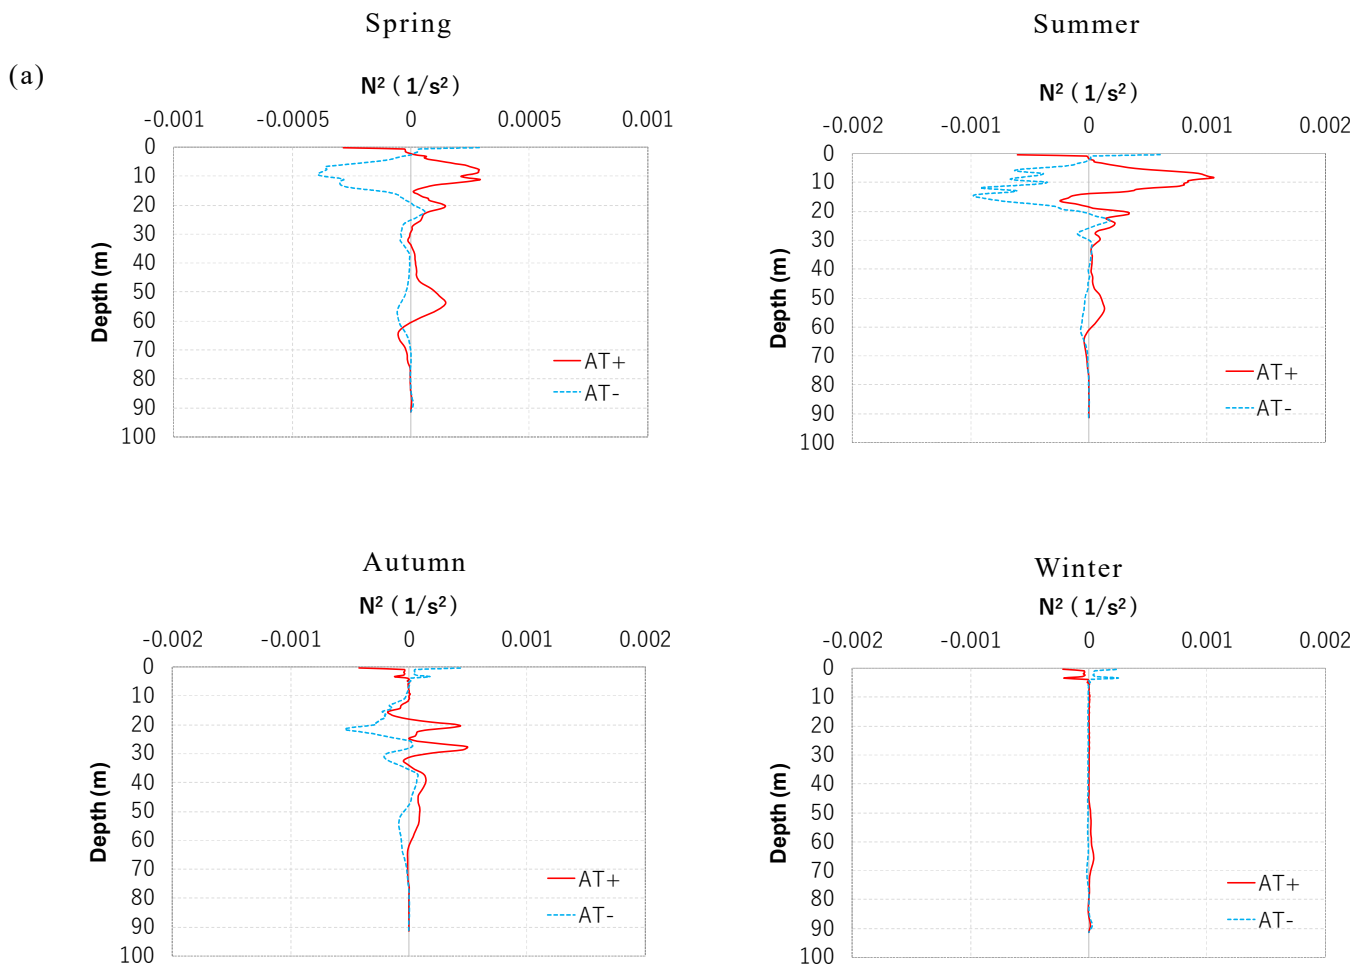 Spring
(a)
N² ( 1/s²)
-0.001 -0.0005 0 0.0005 0.001
0
10
20
30
40
50
60
70
80
90
100
Depth (m)
AT+
AT-
Summer
N² ( 1/s²)
-0.002 -0.001 0 0.001 0.002
0
10
20
30
40
50
60
70
80
90
100
Depth (m)
AT+
AT-
Autumn
N² ( 1/s²)
-0.002 -0.001 0 0.001 0.002
0
10
20
30
40
50
60
70
80
90
100
Depth (m)
AT+
AT-
Winter
N² ( 1/s²)
-0.002 -0.001 0 0.001 0.002
0
10
20
30
40
50
60
70
80
90
100
Depth (m)
AT+
AT-